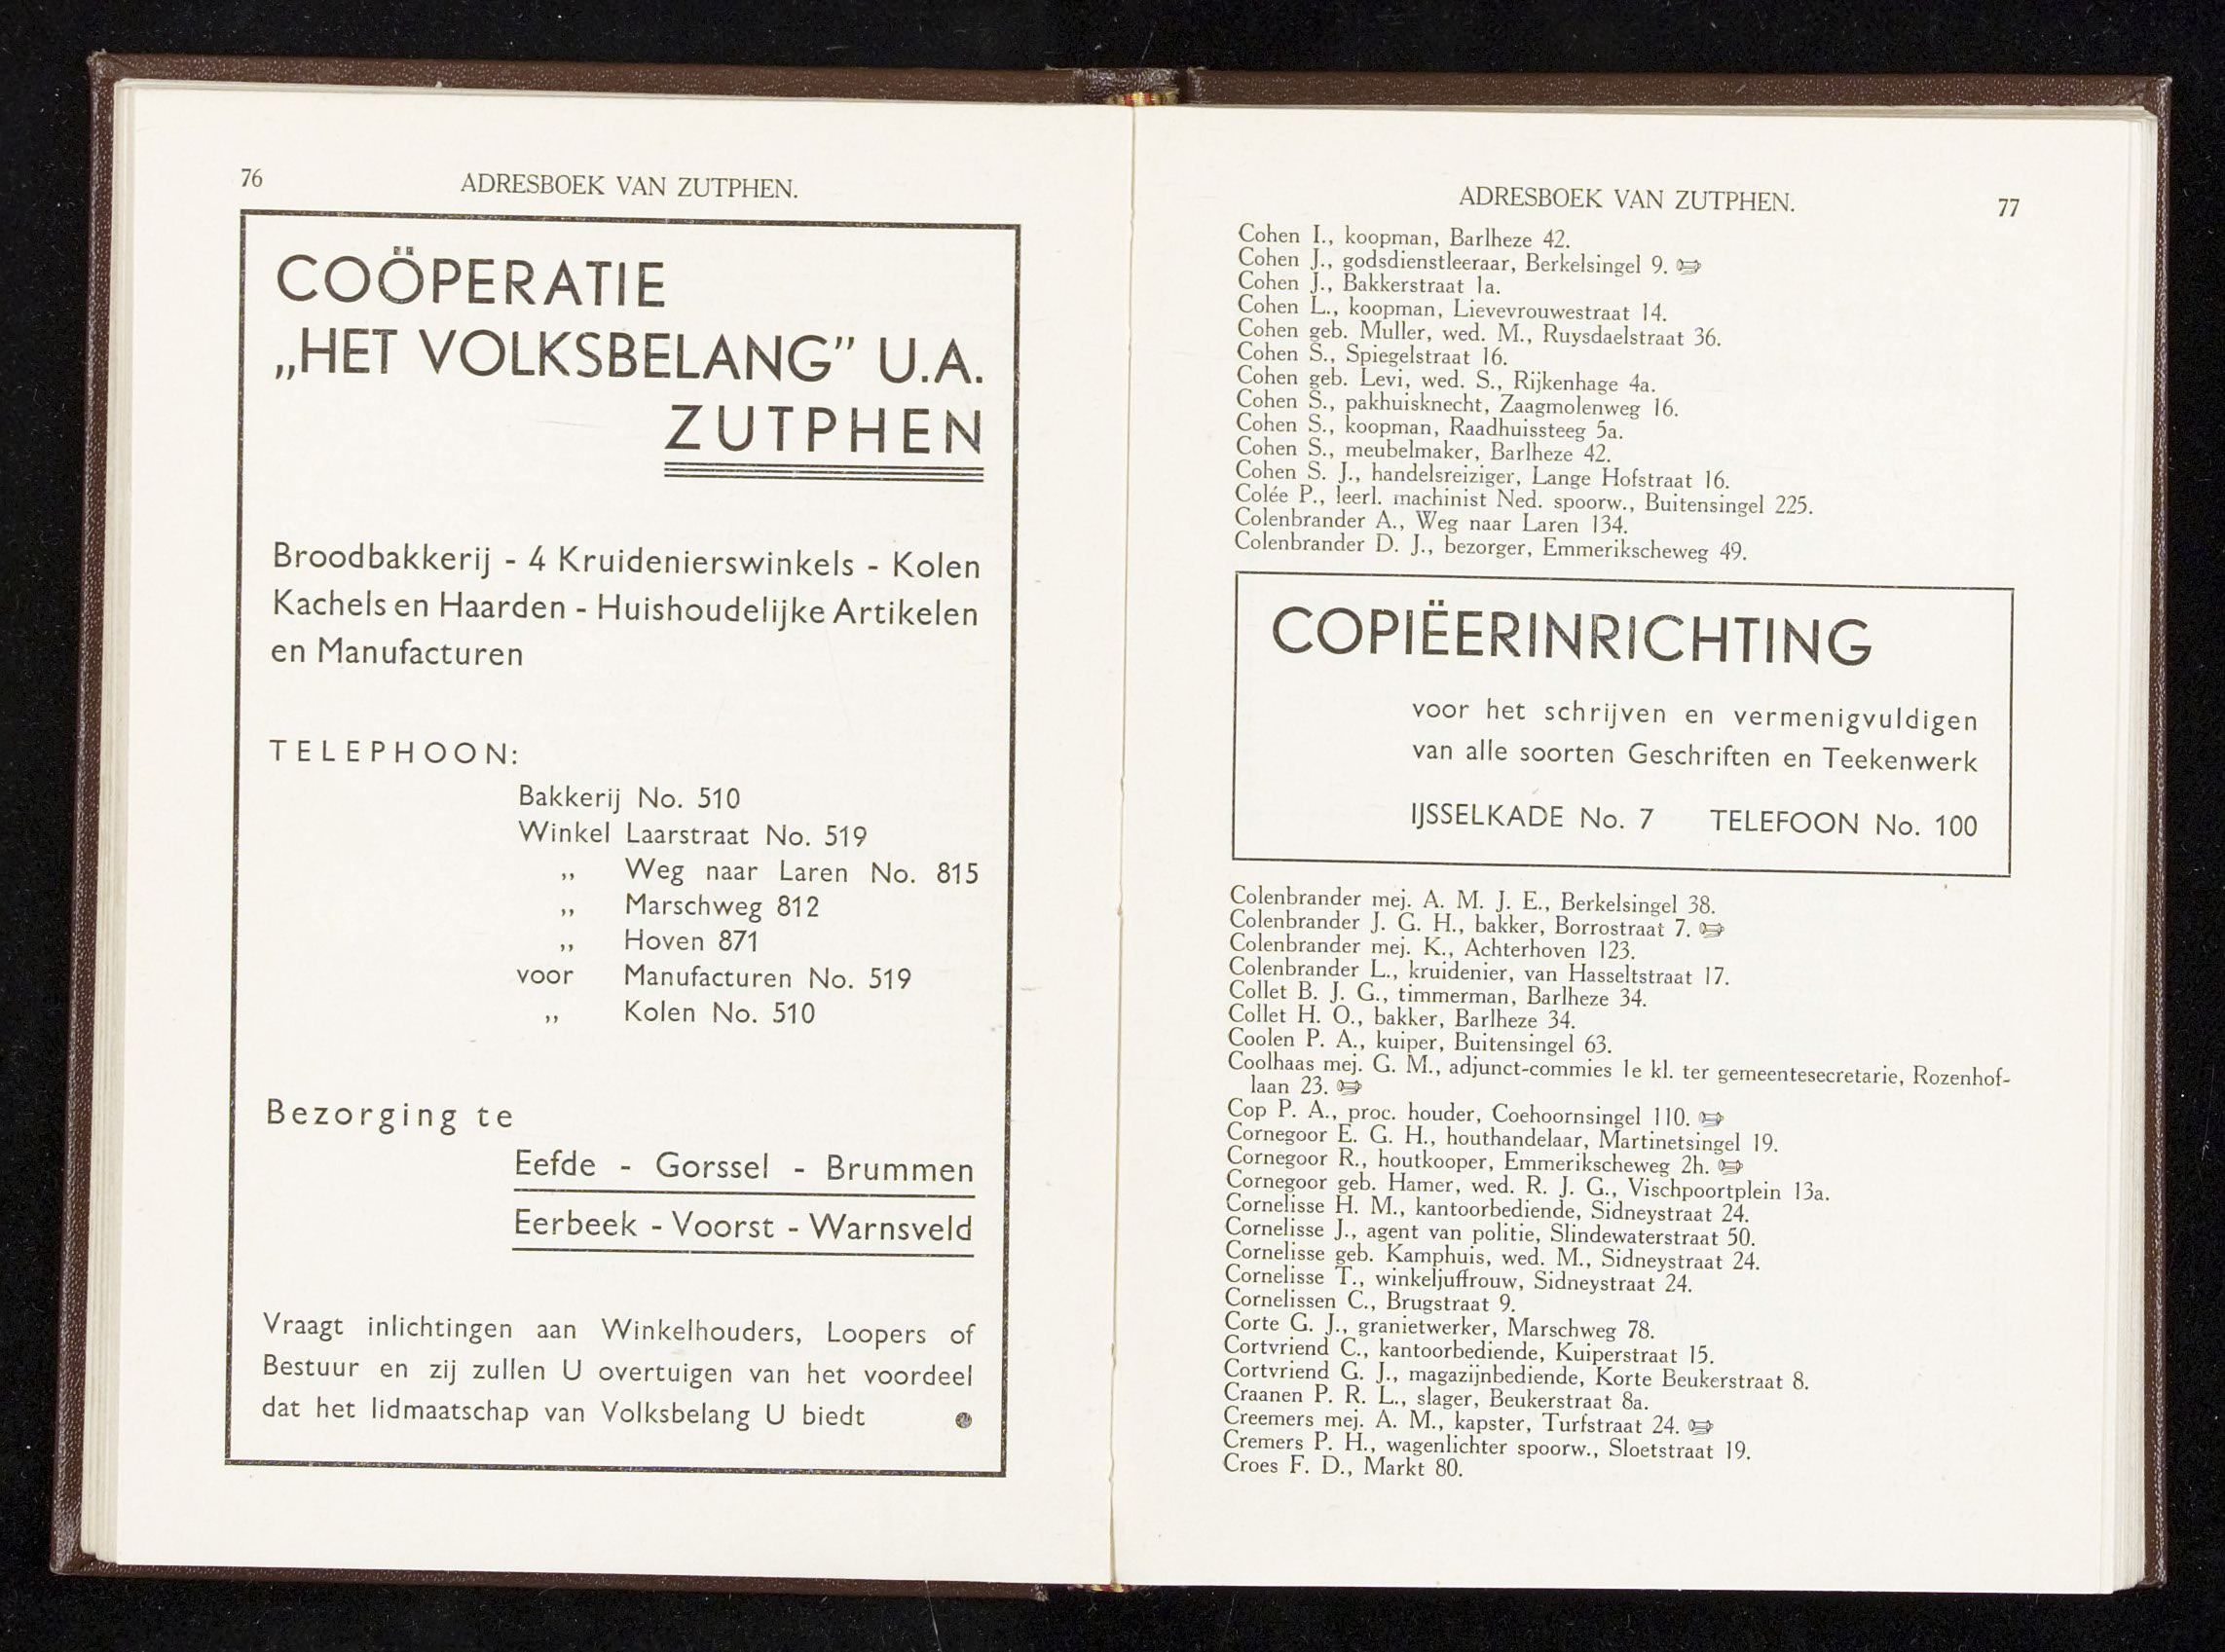 76
ADRESBOEK VAN ZUTPHEN.
COÖPERATIE
„HET VOLKSBELANG” U.A.
ZUTPHEN
Broodbakkerij - 4 Kruidenierswinkels - Kolen
Kachels en Haarden - Huishoudelijke Artikelen
en Manufacturen
TELEPHOON:
Bakkerij No. 510
Winkel Laarstraat No. 519
„ Weg naar Laren No. 815
„ Marschweg 812
„ Hoven 871
voor Manufacturen No. 519
„ Kolen No. 510
Bezorging te
Eefde - Gorssel - Brummen
Eerbeek - Voorst - Warnsveld
Vraagt inlichtingen aan Winkelhouders, Loopers of
Bestuur en zij zullen U overtuigen van het voordeel
dat het lidmaatschap van Volksbelang U biedt
ADRESBOEK VAN ZUTPHEN.
77
Cohen I., koopman, Barlheze 42.
Cohen J., godsdienstleeraar, Berkelsingel 9.
Cohen J., Bakkerstraat 1a.
Cohen L., koopman, Lievevrouwestraat 14.
Cohen geb. Muller, wed. M., Ruysdaelstraat 36.
Cohen S., Spiegelstraat 16.
Cohen geb. Levi, wed. S., Rijkenhage 4a.
Cohen S., pakhuisknecht, Zaagmolenweg 16.
Cohen S., koopman, Raadhuissteeg 5a.
Cohen S., meubelmaker, Barlheze 42.
Cohen S. J., handelsreiziger, Lange Hofstraat 16.
Colée P., leerl. machinist Ned. spoorw., Buitensingel 225.
Colenbrander A., Weg naar Laren 134.
Colenbrander D. J., bezorger, Emmerikscheweg 49.
COPIËERINRICHTING
voor het schrijven en vermenigvuldigen
van alle soorten Geschriften en Teekenwerk
IJSSELKADE No. 7 TELEFOON No. 100
Colenbrander mej. A. M. J. E., Berkelsingel 38.
Colenbrander J. G. H., bakker, Borrostraat 7.
Colenbrander mej. K., Achterhoven 123.
Colenbrander L., kruidenier, van Hasseltstraat 17.
Collet B. J. G., timmerman, Barlheze 34.
Collet H. O., bakker, Barlheze 34.
Coolen P. A., kuiper, Buitensingel 63.
Coolhaas mej. G. M., adjunct-commies 1e kl. ter gemeentesecretarie, Rozenhof-
laan 23.
Cop P. A., proc. houder, Coehoornsingel 110.
Cornegoor E. G. H., houthandelaar, Martinetsingel 19.
Cornegoor R., houtkooper, Emmerikscheweg 2h.
Cornegoor geb. Hamer, wed. R. J. G., Vischpoortplein 13a.
Cornelisse H. M., kantoorbediende, Sidneystraat 24.
Cornelisse J., agent van politie, Slindewaterstraat 50.
Cornelisse geb. Kamphuis, wed. M., Sidneystraat 24.
Cornelisse T., winkeljuffrouw, Sidneystraat 24.
Cornelissen C., Brugstraat 9.
Corte G. J., granietwerker, Marschweg 78.
Cortvriend C., kantoorbediende, Kuiperstraat 15.
Cortvriend G. J., magazijnbediende, Korte Beukerstraat 8.
Craanen P. R. L., slager, Beukerstraat 8a.
Creemers mej. A. M., kapster, Turfstraat 24.
Cremers P. H., wagenlichter spoorw., Sloetstraat 19.
Croes F. D., Markt 80.